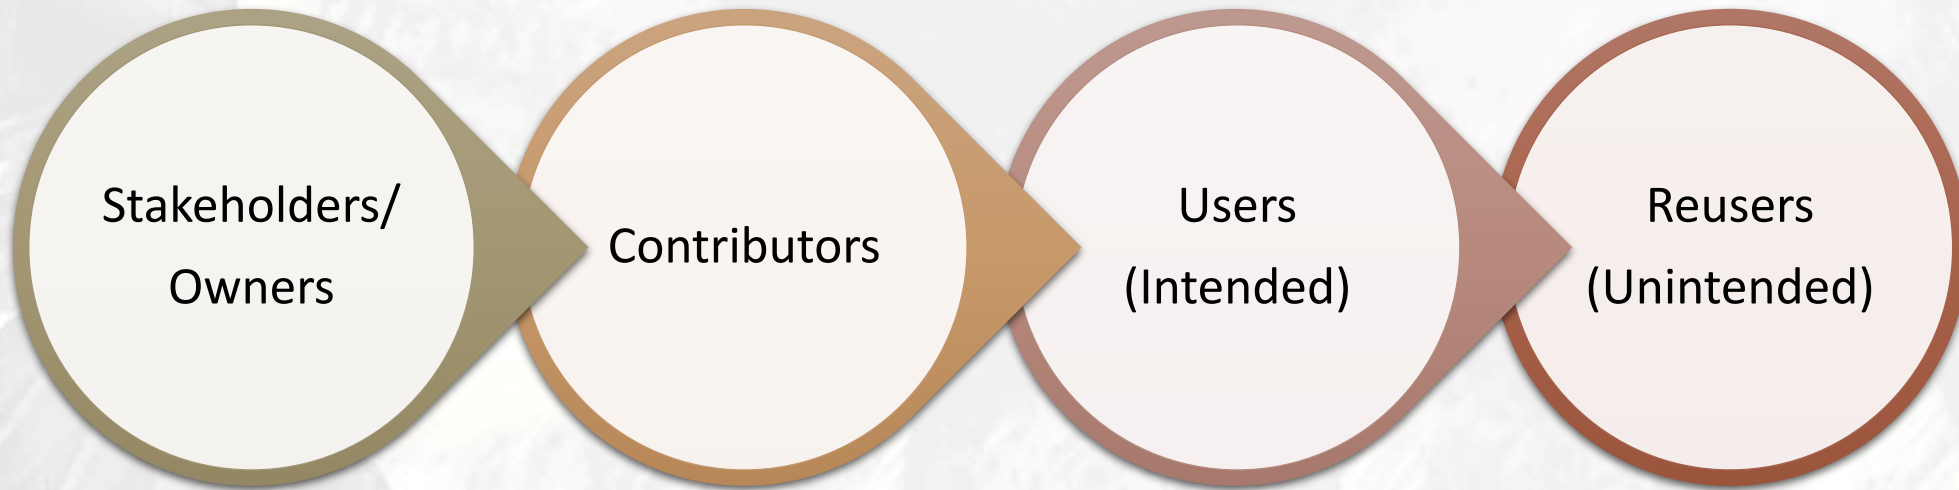 Stakeholders/
Owners
Contributors
Users
(Intended)
Reusers
(Unintended)